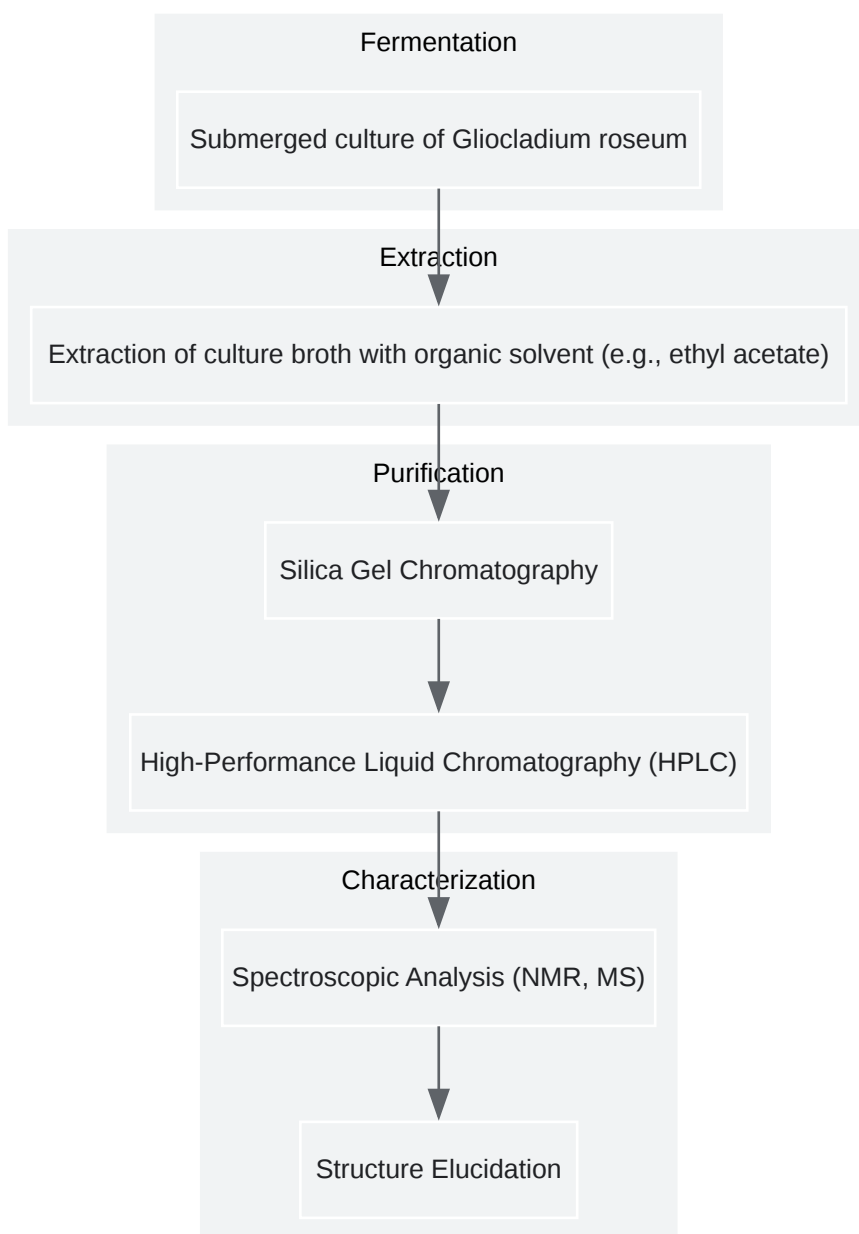 Fermentation
Submerged culture of Gliocladium roseum
Extraction
Extraction of culture broth with organic solvent (e.g., ethyl acetate)
Purification
Silica Gel Chromatography
High-Performance Liquid Chromatography (HPLC)
Characterization
Spectroscopic Analysis (NMR, MS)
Structure Elucidation